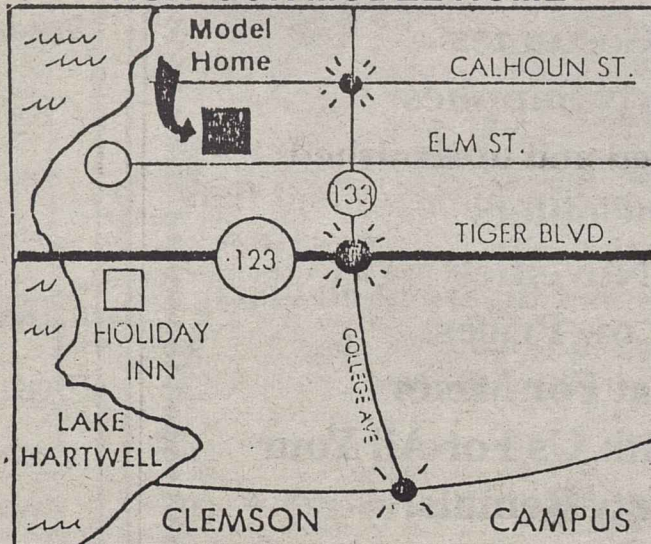 Model
Home
CALHOUN ST.
ELM ST.
133
TIGER BLVD.
123
HOLIDAY
INN
COLLEGE AVE
LAKE
HARTWELL
CLEMSON CAMPUS